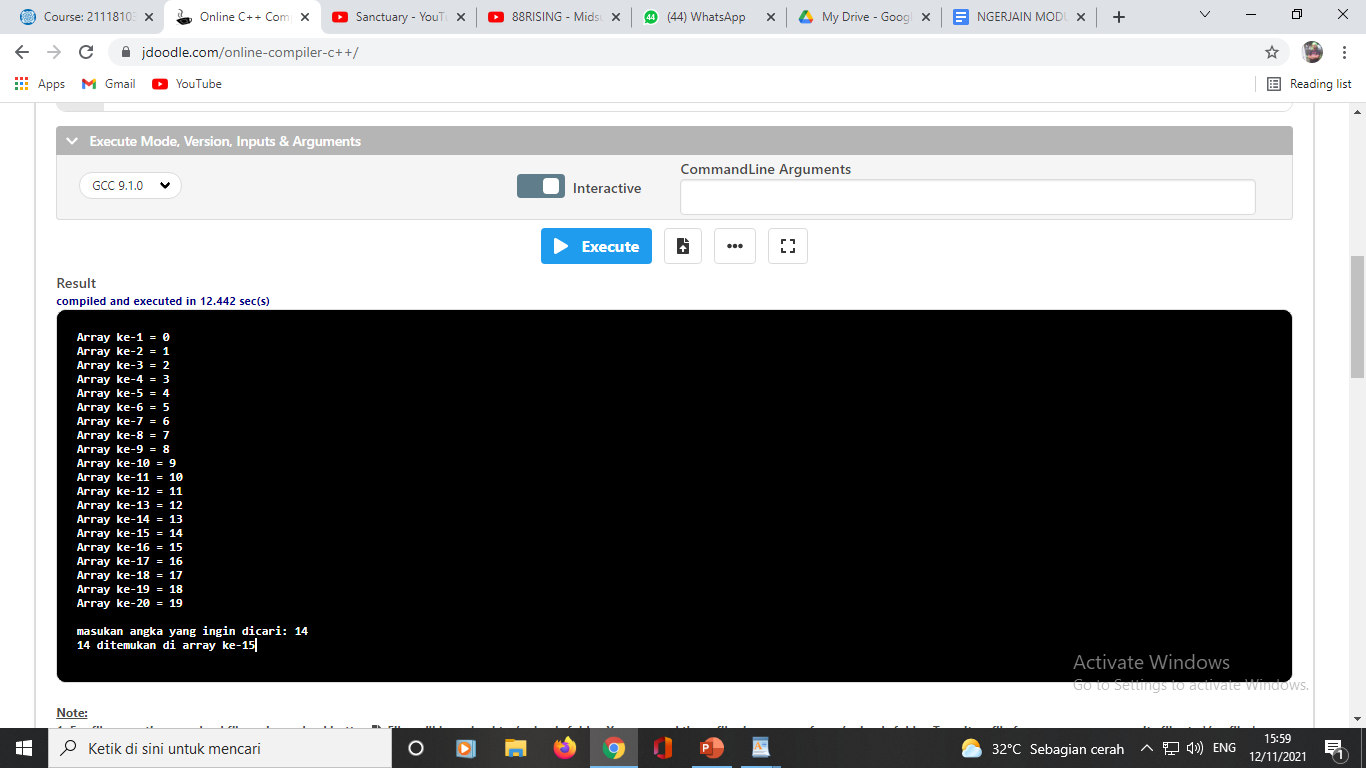 Course: 21118103
Online C++ Com
Sanctuary - YouTu
88RISING - Midsu
(44) WhatsApp
My Drive - Googl
NGERJAIN MODU
jdoodle.com/online-compiler-c++/
Apps
Gmail
YouTube
Reading list
Execute Mode, Version, Inputs & Arguments
CommandLine Arguments
GCC 9.1.0
Interactive
Execute
Result
compiled and executed in 12.442 sec(s)
Array ke-1 = 0
Array ke-2 = 1
Array ke-3 = 2
Array ke-4 = 3
Array ke-5 = 4
Array ke-6 = 5
Array ke-7 = 6
Array ke-8 = 7
Array ke-9 = 8
Array ke-10 = 9
Array ke-11 = 10
Array ke-12 = 11
Array ke-13 = 12
Array ke-14 = 13
Array ke-15 = 14
Array ke-16 = 15
Array ke-17 = 16
Array ke-18 = 17
Array ke-19 = 18
Array ke-20 = 19
masukan angka yang ingin dicari: 14
14 ditemukan di array ke-15
Activate Windows
Go to Settings to activate Windows.
Note:
Ketik di sini untuk mencari
32°C Sebagian cerah
ENG
15:59
12/11/2021
1